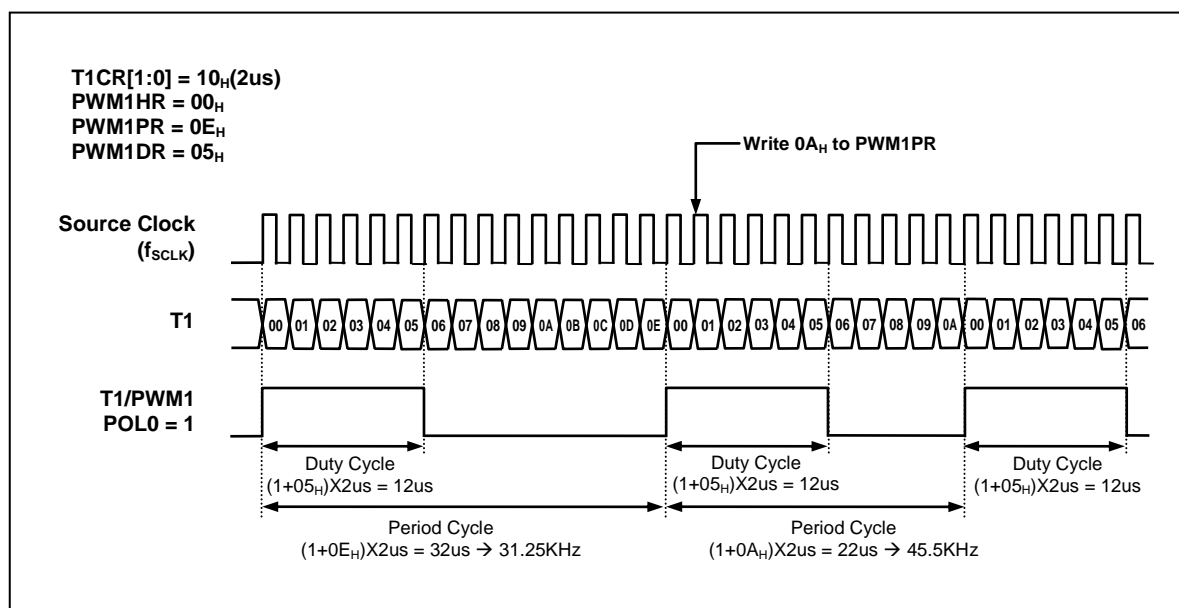 T1CR[1:0] = 10H(2us)
PWM1HR = 00H
PWM1PR = 0EH
PWM1DR = 05H
Write 0AH to PWM1PR
Source Clock
(fSCLK)
T1
00 01 02 03 04 05 06 07 08 09 0A 0B 0C 0D 0E 00 01 02 03 04 05 06 07 08 09 0A 00 01 02 03 04 05 06
T1/PWM1
POL0 = 1
Duty Cycle
(1+05H)X2us = 12us
Duty Cycle
(1+05H)X2us = 12us
Duty Cycle
(1+05H)X2us = 12us
Period Cycle
(1+0EH)X2us = 32us → 31.25KHz
Period Cycle
(1+0AH)X2us = 22us → 45.5KHz